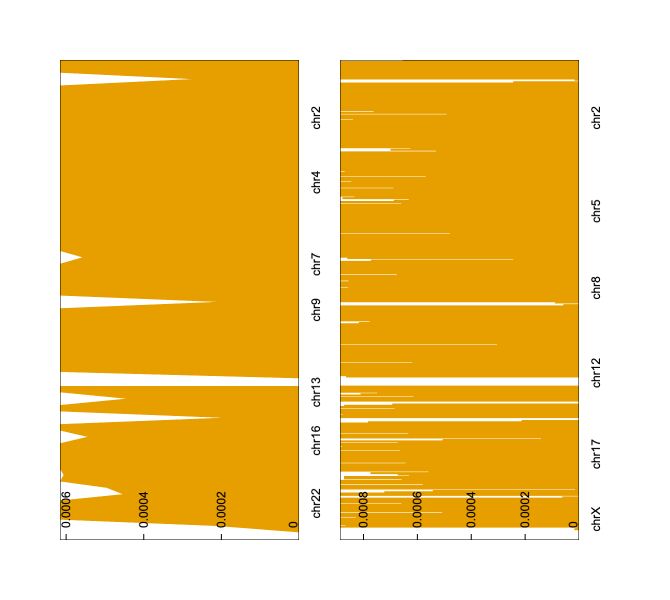 chr2
chr4
chr7
chr9
chr13
chr16
chr22
0.0006
0.0004
0.0002
0
chr2
chr5
chr8
chr12
chr17
chrX
0.0008
0.0006
0.0004
0.0002
0